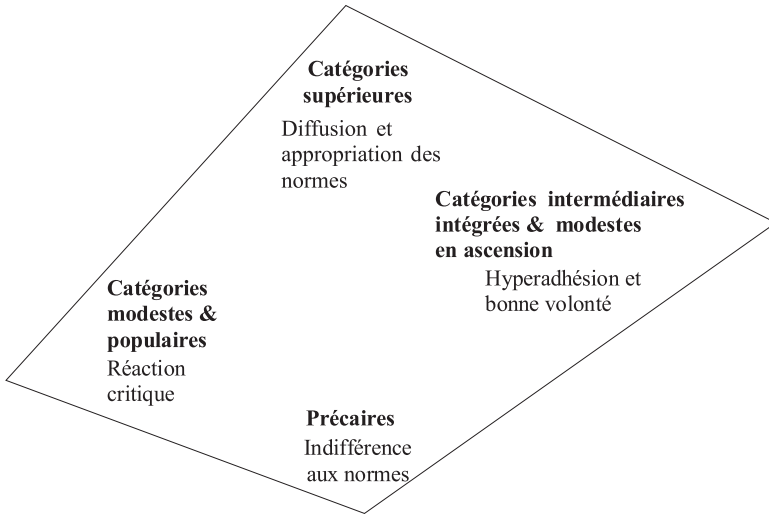 Catégories
supérieures
Diffusion et
appropriation des
normes
Catégories intermédiaires
intégrées & modestes
en ascension
Hyperadhésion et
bonne volonté
Catégories
modestes &
populaires
Réaction
critique
Précaires
Indifférence
aux normes